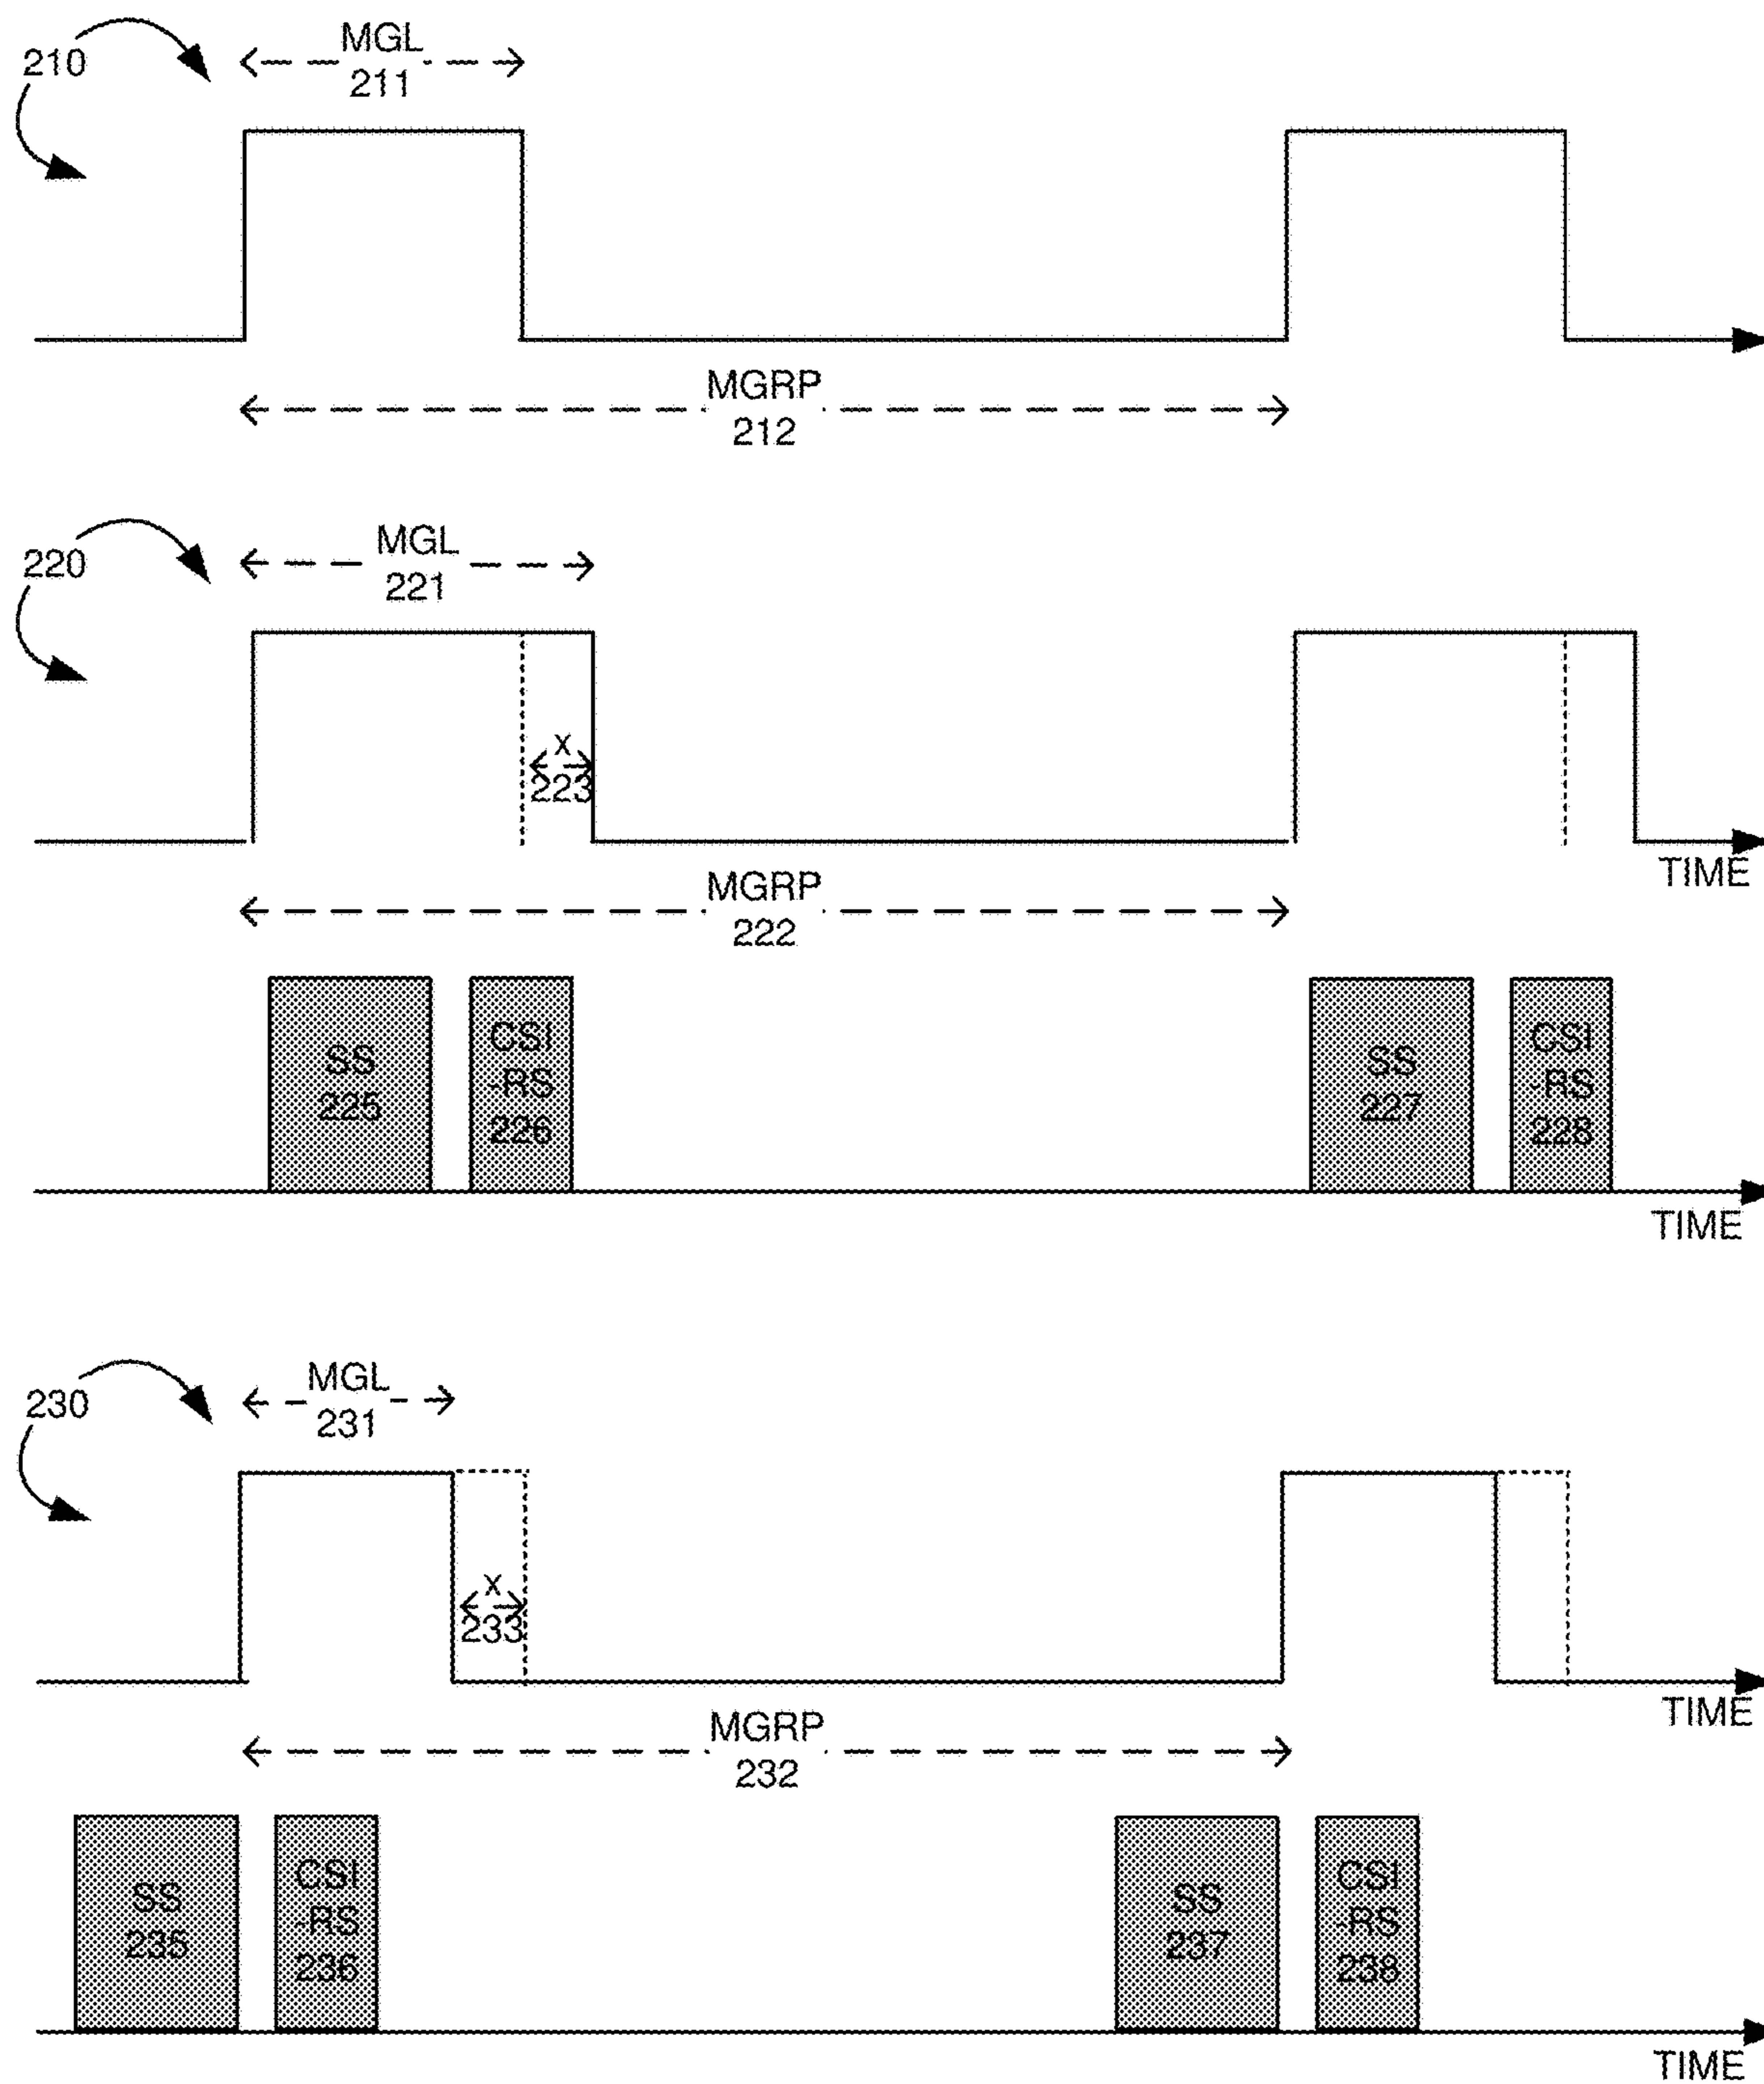 210
MGL
211
MGRP
212
220
MGL
221
X
223
TIME
MGRP
222
SS
225
CSI
-RS
226
SS
227
CSI
-RS
228
TIME
230
MGL
231
X
233
TIME
MGRP
232
SS
235
CSI
-RS
236
SS
237
CSI
-RS
238
TIME